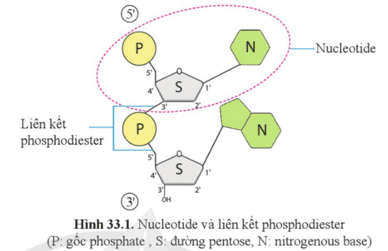 5'
P
N
Nucleotide
5'
O
4'
S
1'
3'
2'
Liên kết
phosphodiester
P
N
5'
O
4'
S
1'
3'
2'
OH
3'
Hình 33.1. Nucleotide và liên kết phosphodiester
(P: gốc phosphate , S: đường pentose, N: nitrogenous base)